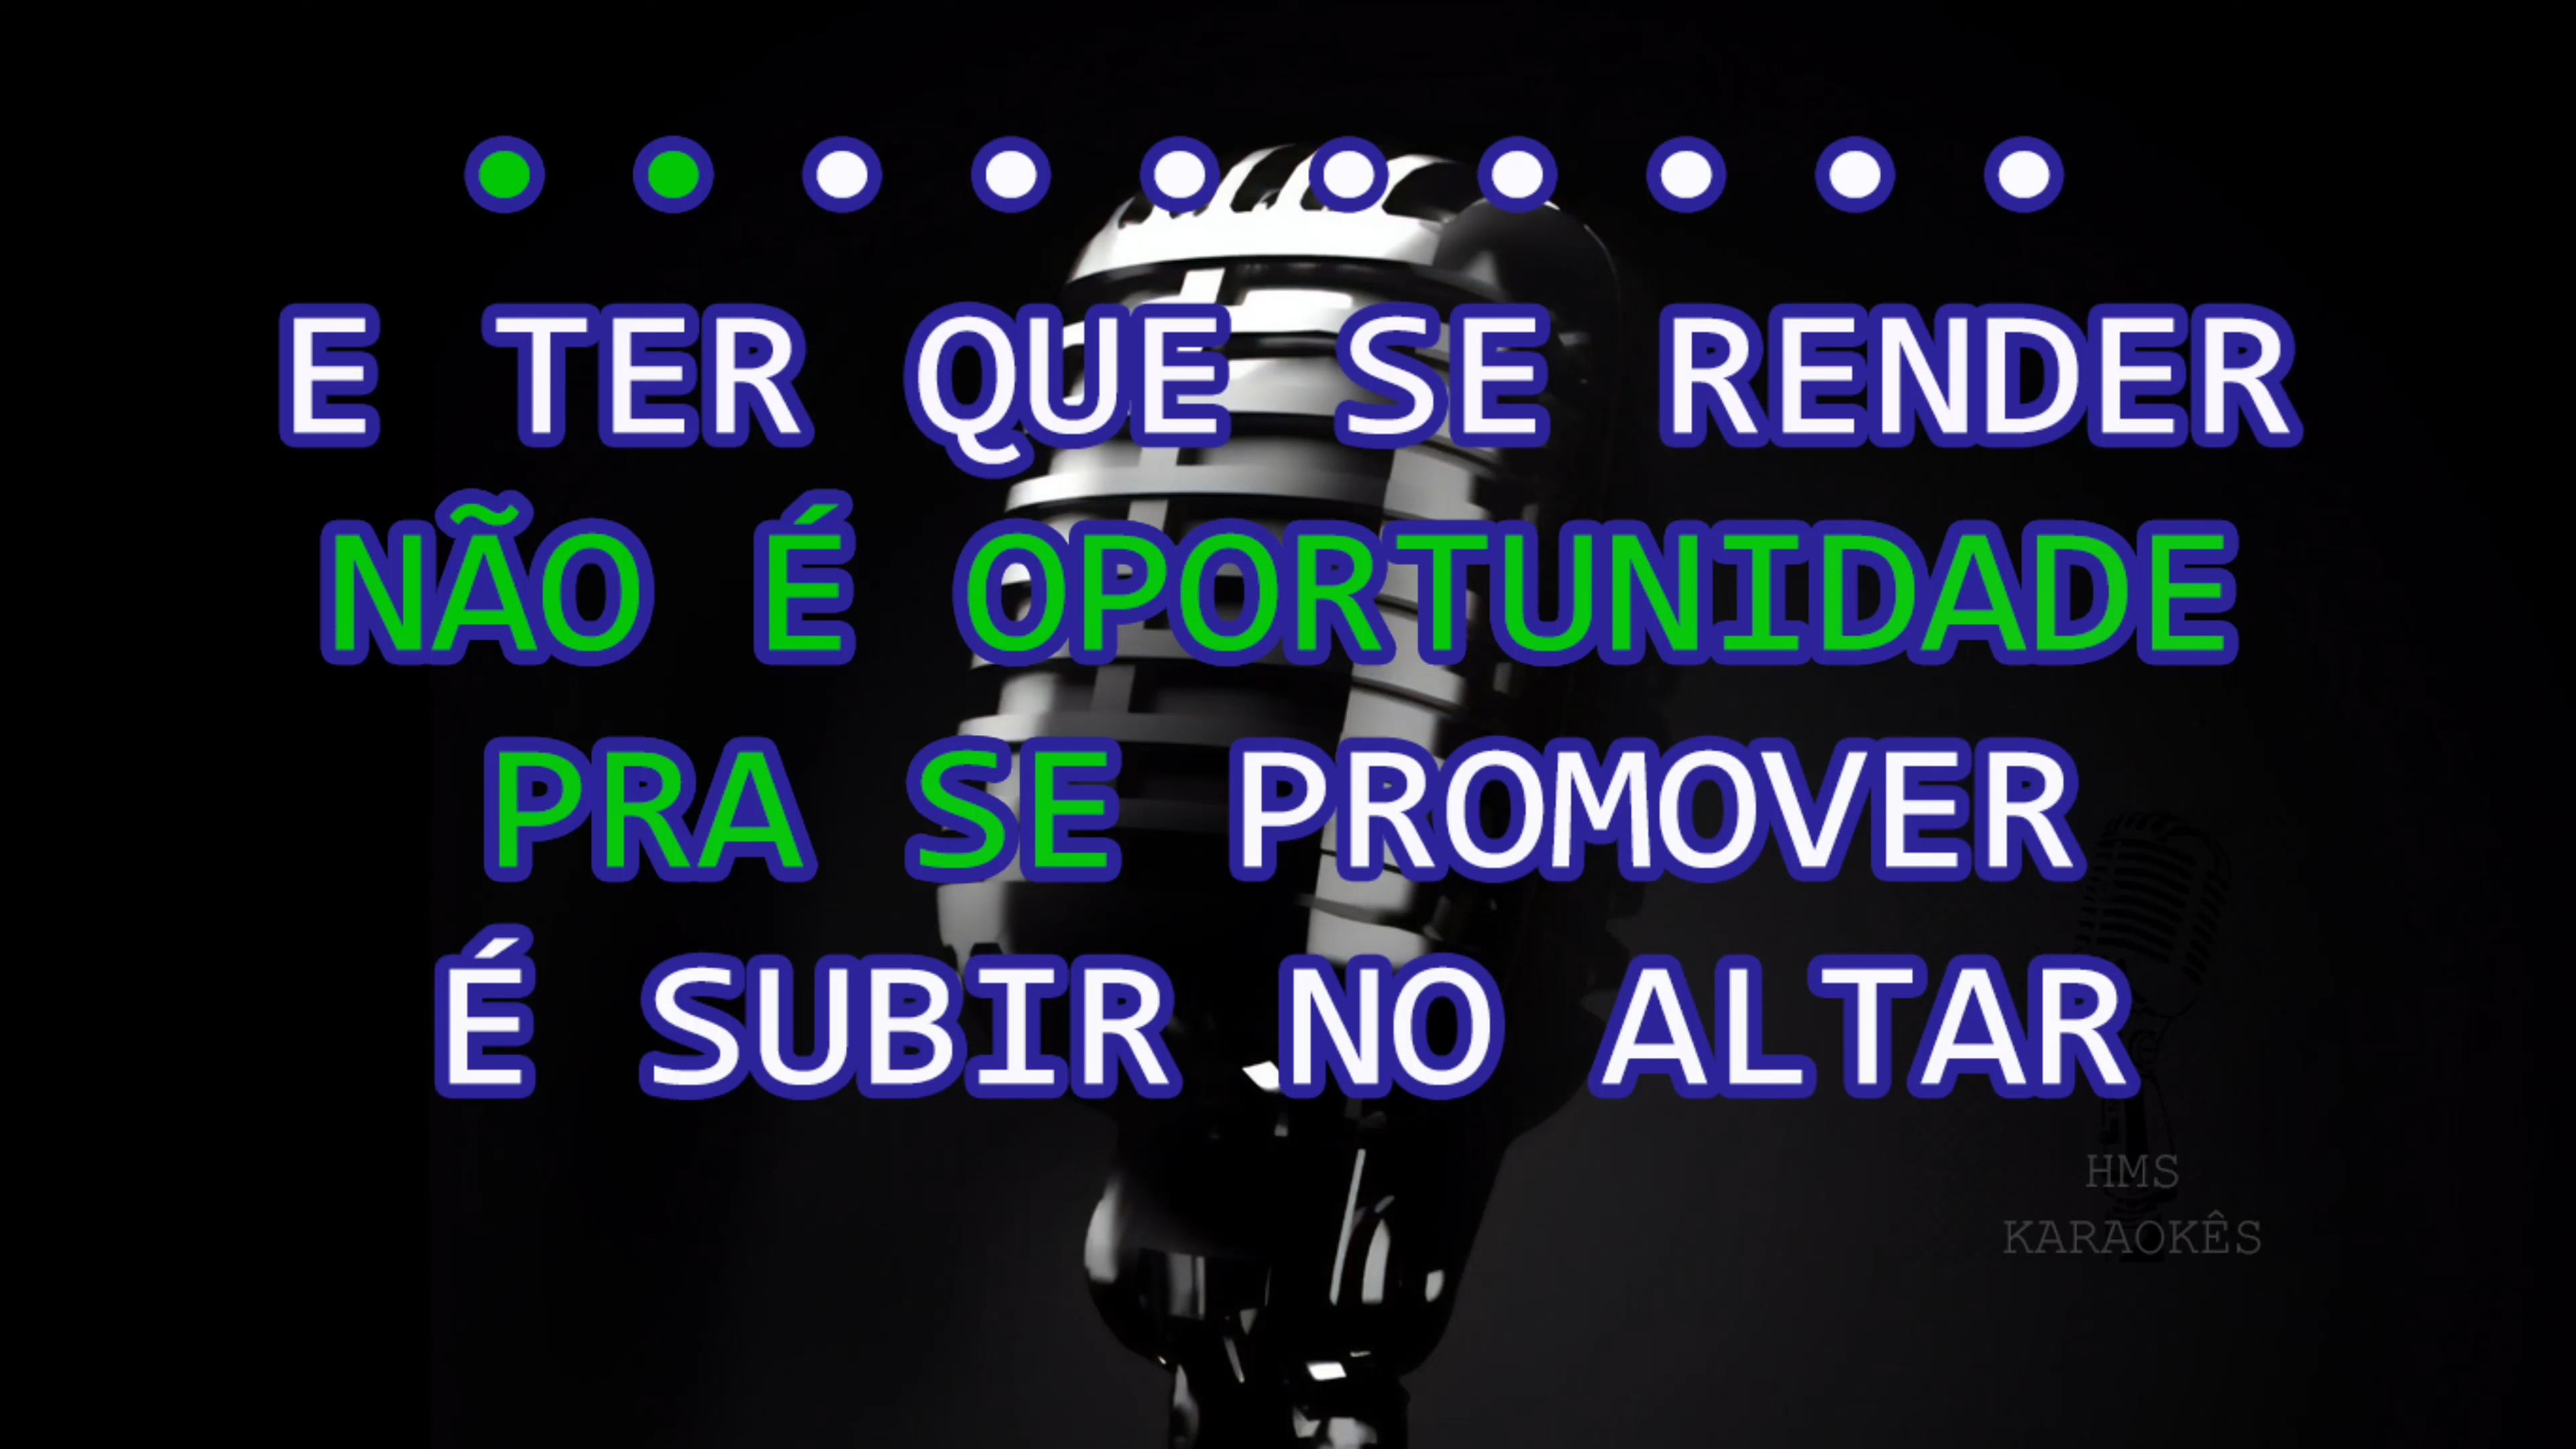 E TER QUE SE RENDER
NÃO É OPORTUNIDADE
PRA SE PROMOVER
É SUBIR NO ALTAR
HMS
KARAOKÊS